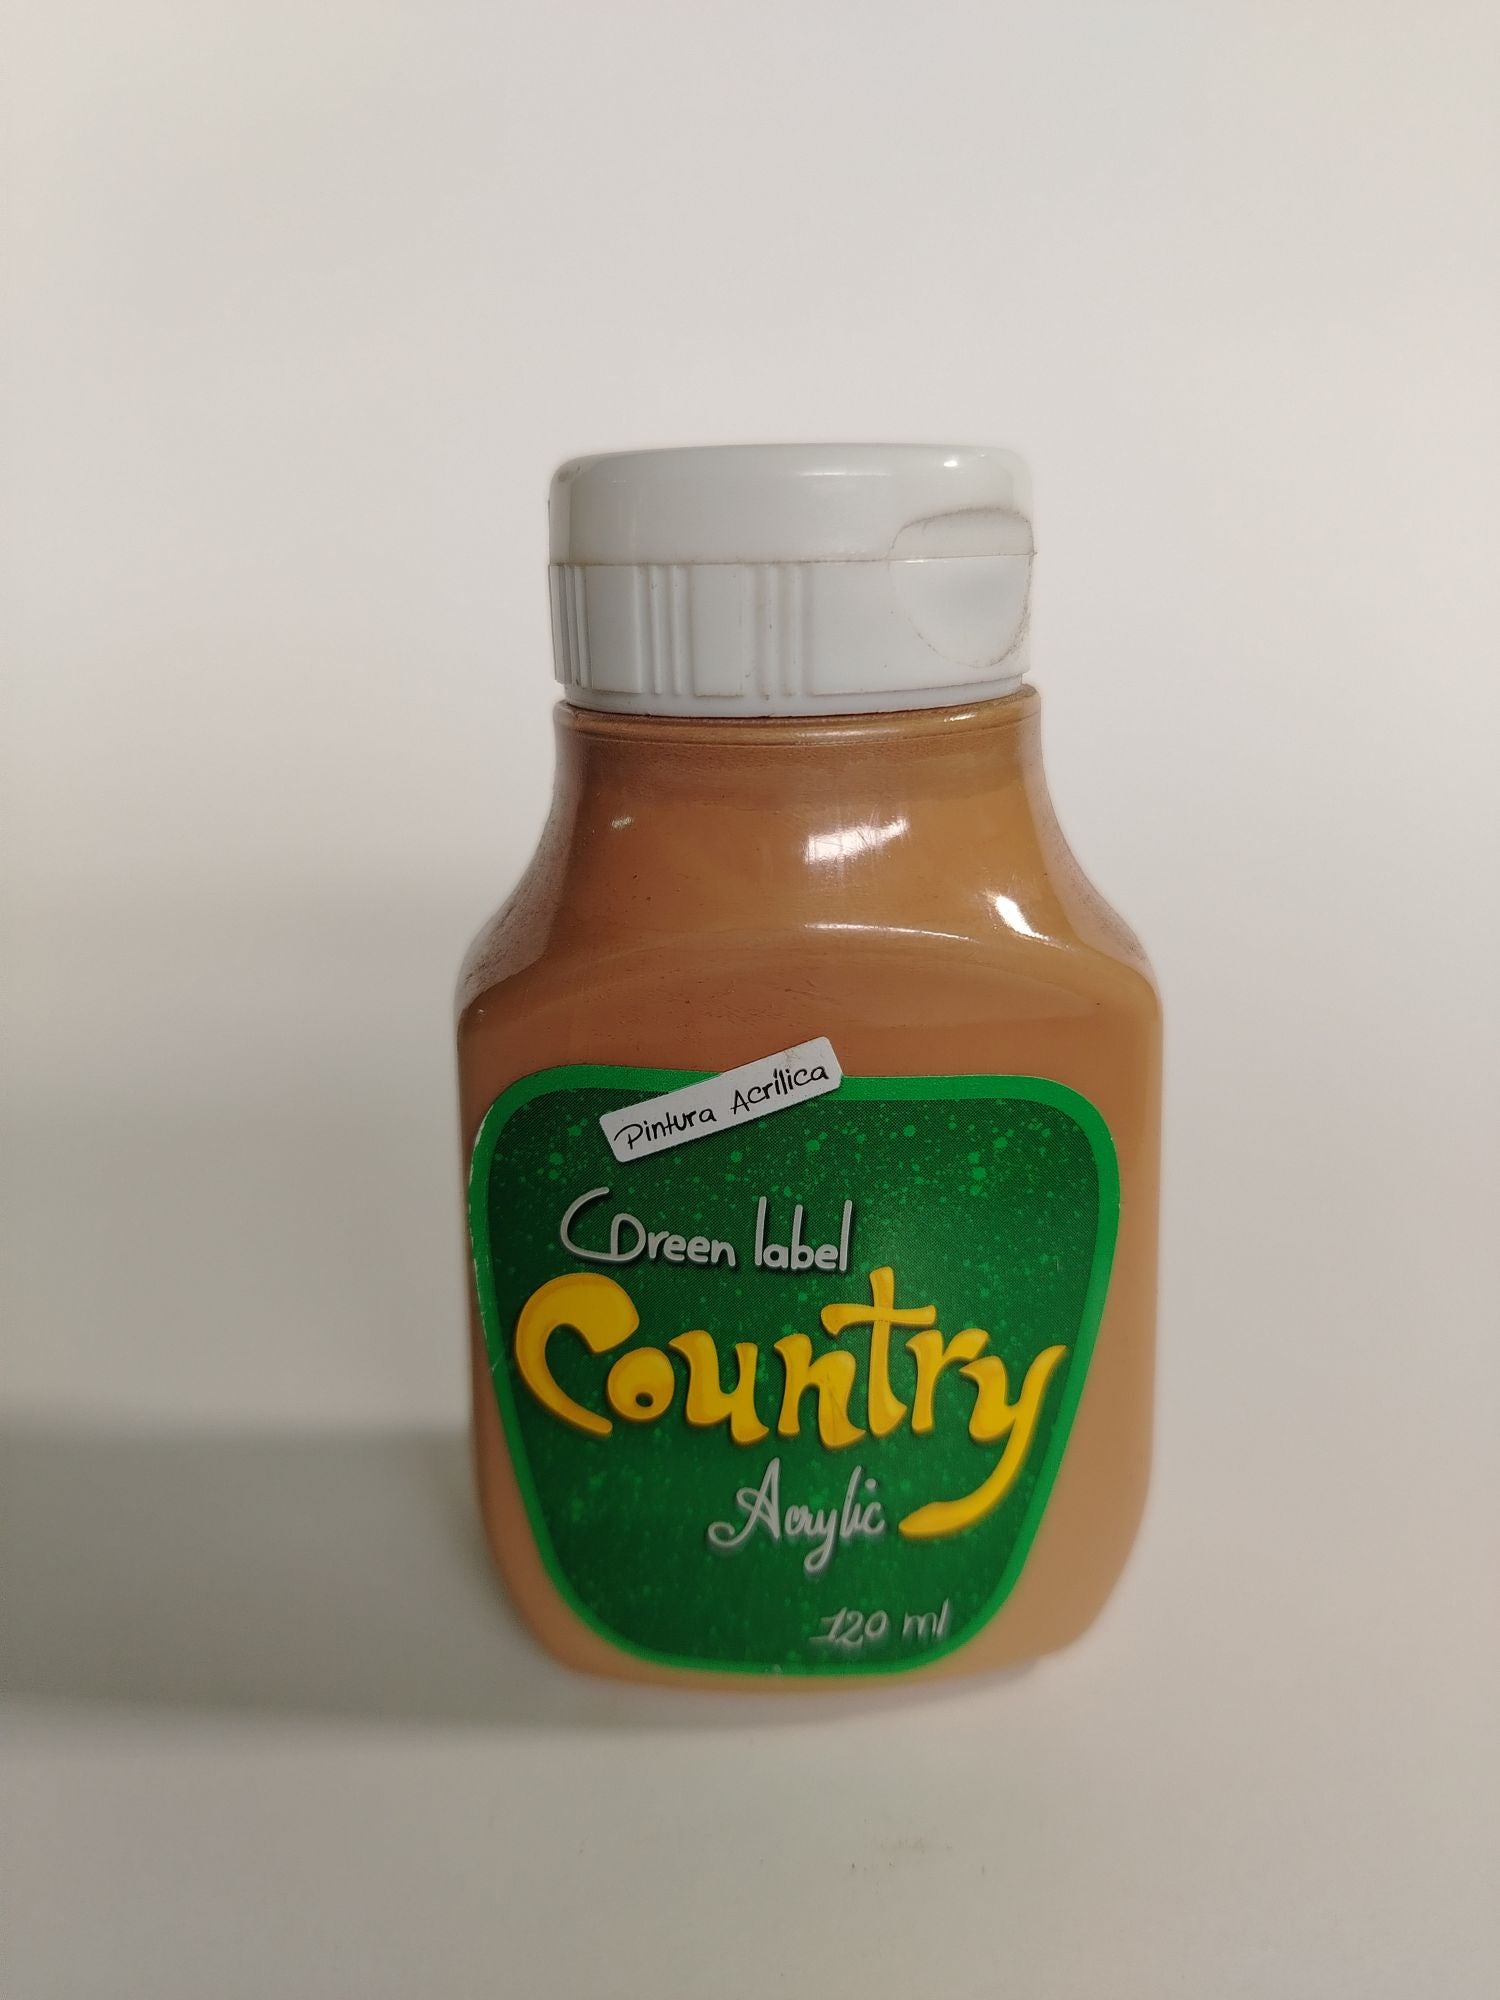 Pintura Acrílica
Green label
Country
Acrylic
120 ml